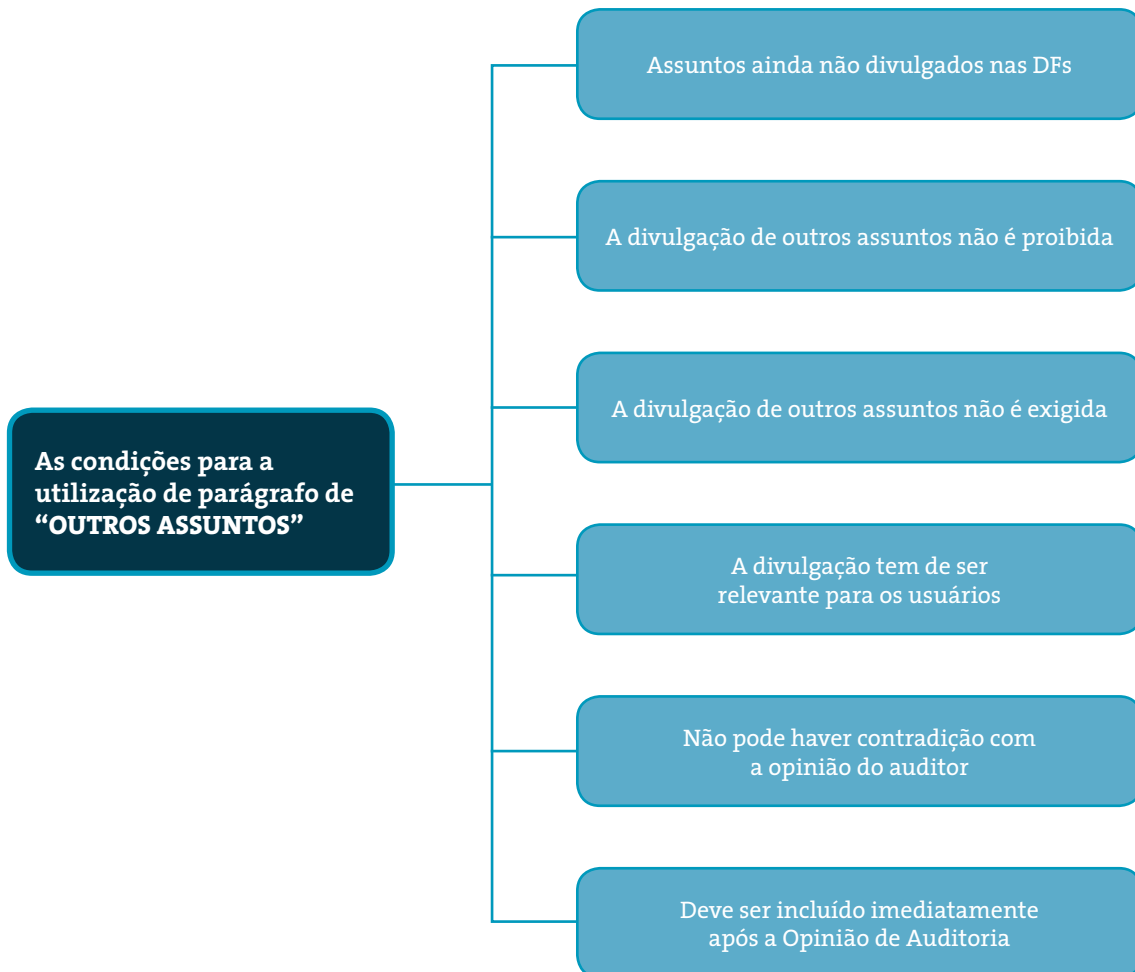 Assuntos ainda não divulgados nas DFs
A divulgação de outros assuntos não é proibida
A divulgação de outros assuntos não é exigida
As condições para a
utilização de parágrafo de
“OUTROS ASSUNTOS”
A divulgação tem de ser
relevante para os usuários
Não pode haver contradição com
a opinião do auditor
Deve ser incluído imediatamente
após a Opinião de Auditoria